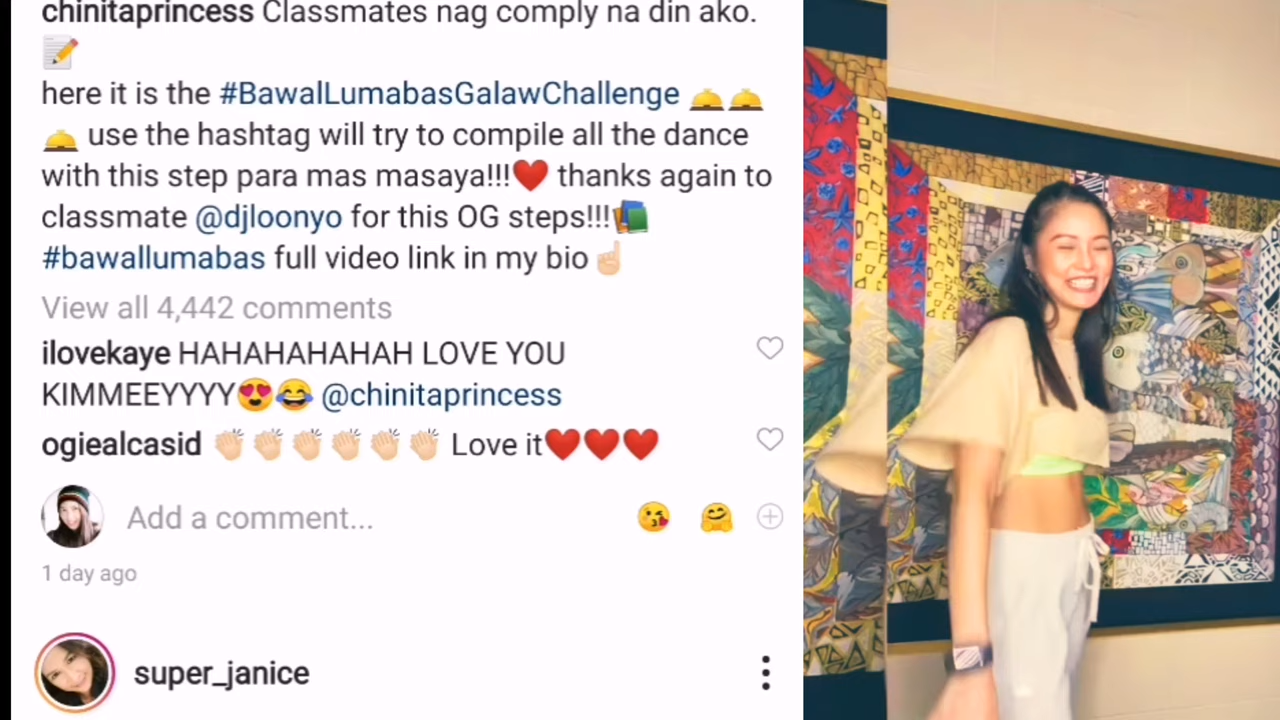 chinitaprincess Classmates nag comply na din ako.
📝
here it is the #BawalLumabasGalawChallenge 🛎️🛎️
🛎️ use the hashtag will try to compile all the dance
with this step para mas masaya!!!❤️ thanks again to
classmate @djloonyo for this OG steps!!!📚
#bawallumabas full video link in my bio☝🏻
View all 4,442 comments
ilovekaye HAHAHAHAHAH LOVE YOU
KIMMEEYYYY😍😂 @chinitaprincess
ogiealcasid 👏🏻👏🏻👏🏻👏🏻👏🏻👏🏻 Love it❤️❤️❤️
Add a comment...
1 day ago
super_janice